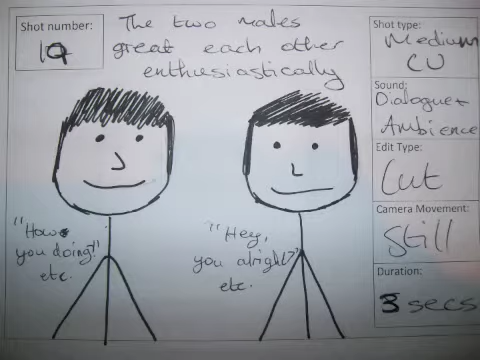 Shot number:
19
The two males
great each other
enthusiastically
"How
you doing?"
etc.
"Hey,
you alright?"
etc.
Shot type:
Medium
CU
Sound:
Dialogue +
Ambience
Edit Type:
Cut
Camera Movement:
Still
Duration:
3 secs